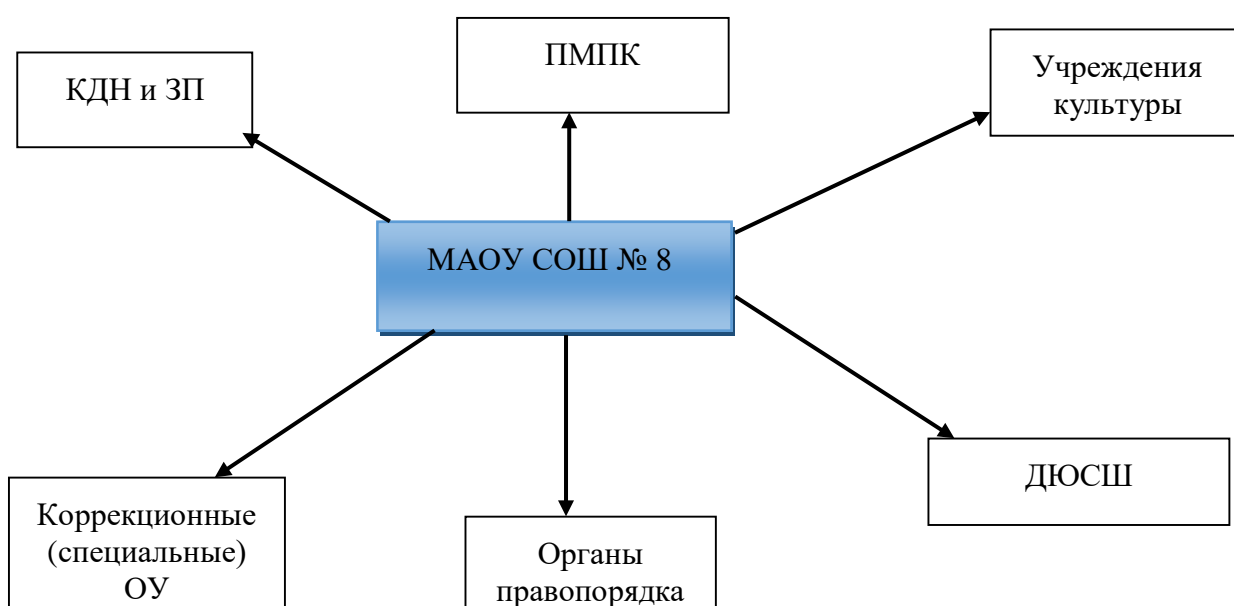 ПМПК
КДН и ЗП
Учреждения
культуры
МАОУ СОШ № 8
ДЮСШ
Коррекционные
(специальные)
ОУ
Органы
правопорядка